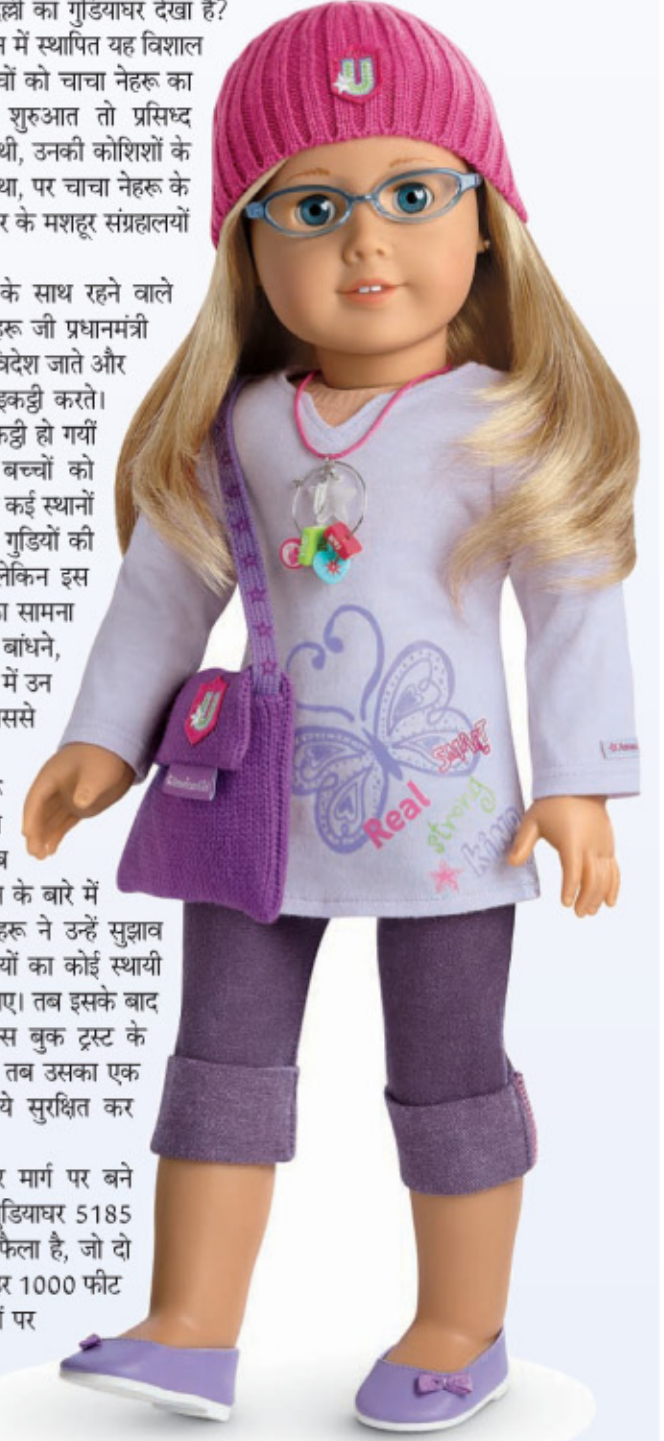 ल्ली का गुडियाघर देखा है?
न में स्थापित यह विशाल
चों को चाचा नेहरू का
शुरुआत तो प्रसिध्द
थी, उनकी कोशिशों के
था, पर चाचा नेहरू के
र के मशहूर संग्रहालयों
के साथ रहने वाले
हरू जी प्रधानमंत्री
विदेश जाते और
इकट्ठी करते।
कट्ठी हो गयीं
बच्चों को
कई स्थानों
गुडियों की
लेकिन इस
सामना
बांधने,
में उन
ससे
के बारे में
हरू ने उन्हें सुझाव
यों का कोई स्थायी
ए। तब इसके बाद
स बुक ट्रस्ट के
तब उसका एक
ये सुरक्षित कर
र मार्ग पर बने
गुडियाघर 5185
फैला है, जो दो
र 1000 फीट
पर
U
U
Real
smart
strong
kind